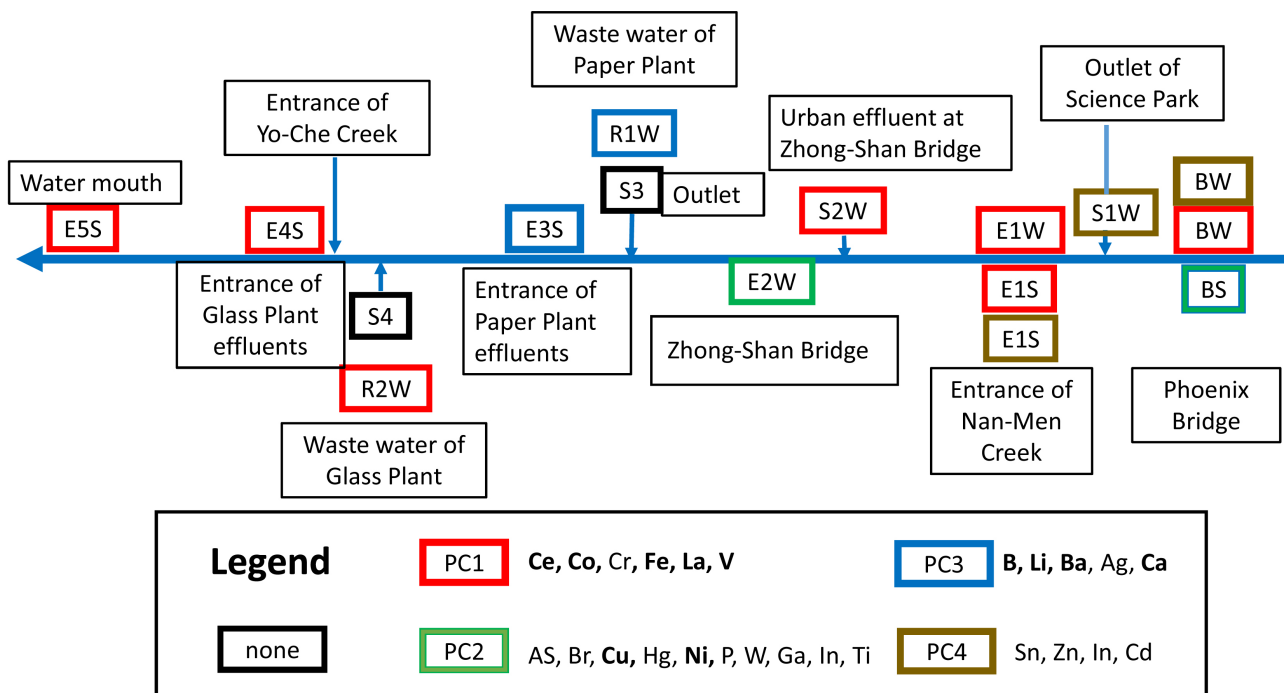 Waste water of
Paper Plant
Outlet of
Science Park
Entrance of
Yo-Che Creek
Urban effluent at
Zhong-Shan Bridge
R1W
Water mouth
S3
Outlet
BW
E5S
E4S
E3S
S2W
E1W
S1W
BW
Entrance of
Glass Plant
effluents
S4
Entrance of
Paper Plant
effluents
E2W
E1S
BS
Zhong-Shan Bridge
E1S
R2W
Entrance of
Nan-Men
Creek
Phoenix
Bridge
Waste water of
Glass Plant
Legend
PC1
Ce, Co, Cr, Fe, La, V
PC3
B, Li, Ba, Ag, Ca
none
PC2
AS, Br, Cu, Hg, Ni, P, W, Ga, In, Ti
PC4
Sn, Zn, In, Cd